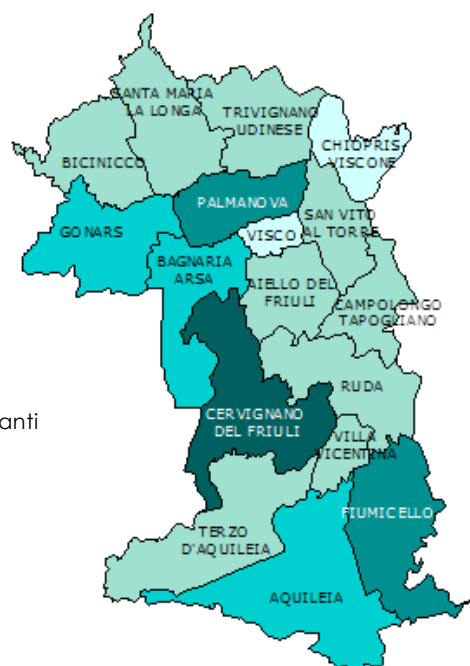 SANTA MARIA
LA LONGA
TRIVIGNANO
UDINESE
CHIOPRIS
VISCONE
BICINICCO
PALMANOVA
SAN VITO
AL TORRE
GONARS
VISCO
BAGNARIA
ARSA
AIELLO DEL
FRIULI
CAMPOLONGO
TAPOGLIANO
RUDA
anti
CERVIGNANO
DEL FRIULI
VILLA
VICENTINA
FIUMICELLO
TERZO
D'AQUILEIA
AQUILEIA